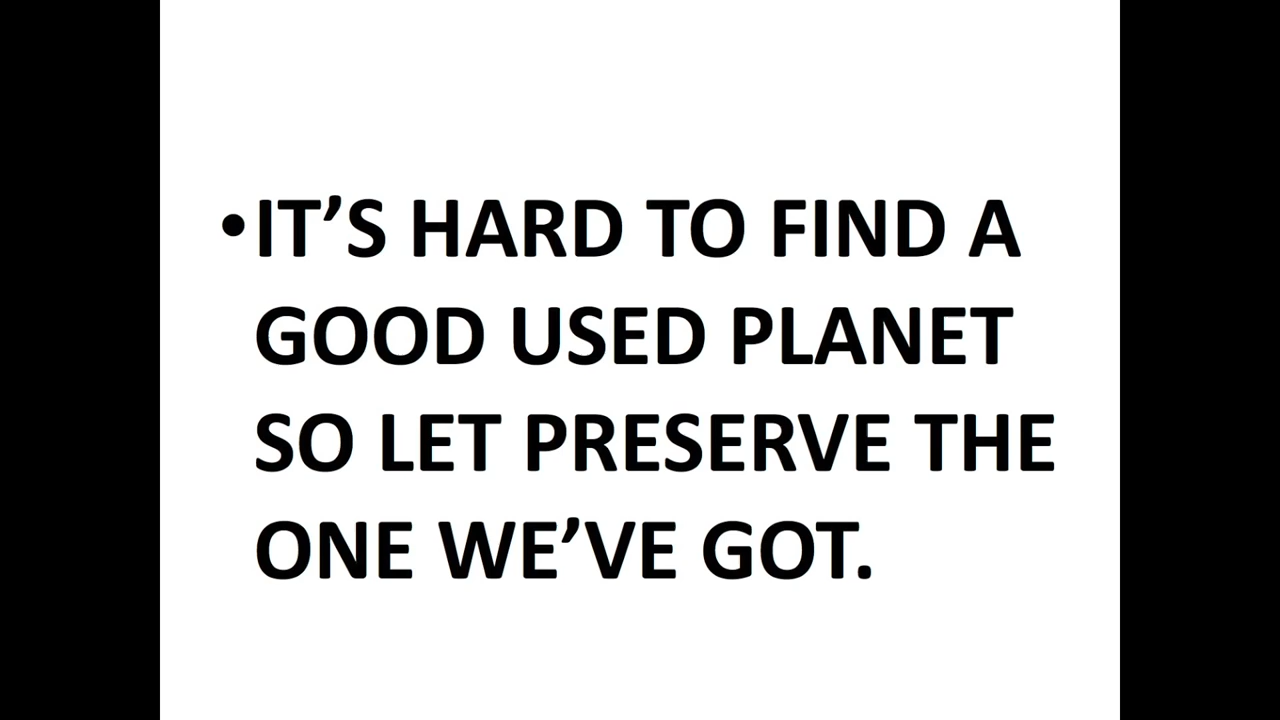 •IT’S HARD TO FIND A
GOOD USED PLANET
SO LET PRESERVE THE
ONE WE’VE GOT.